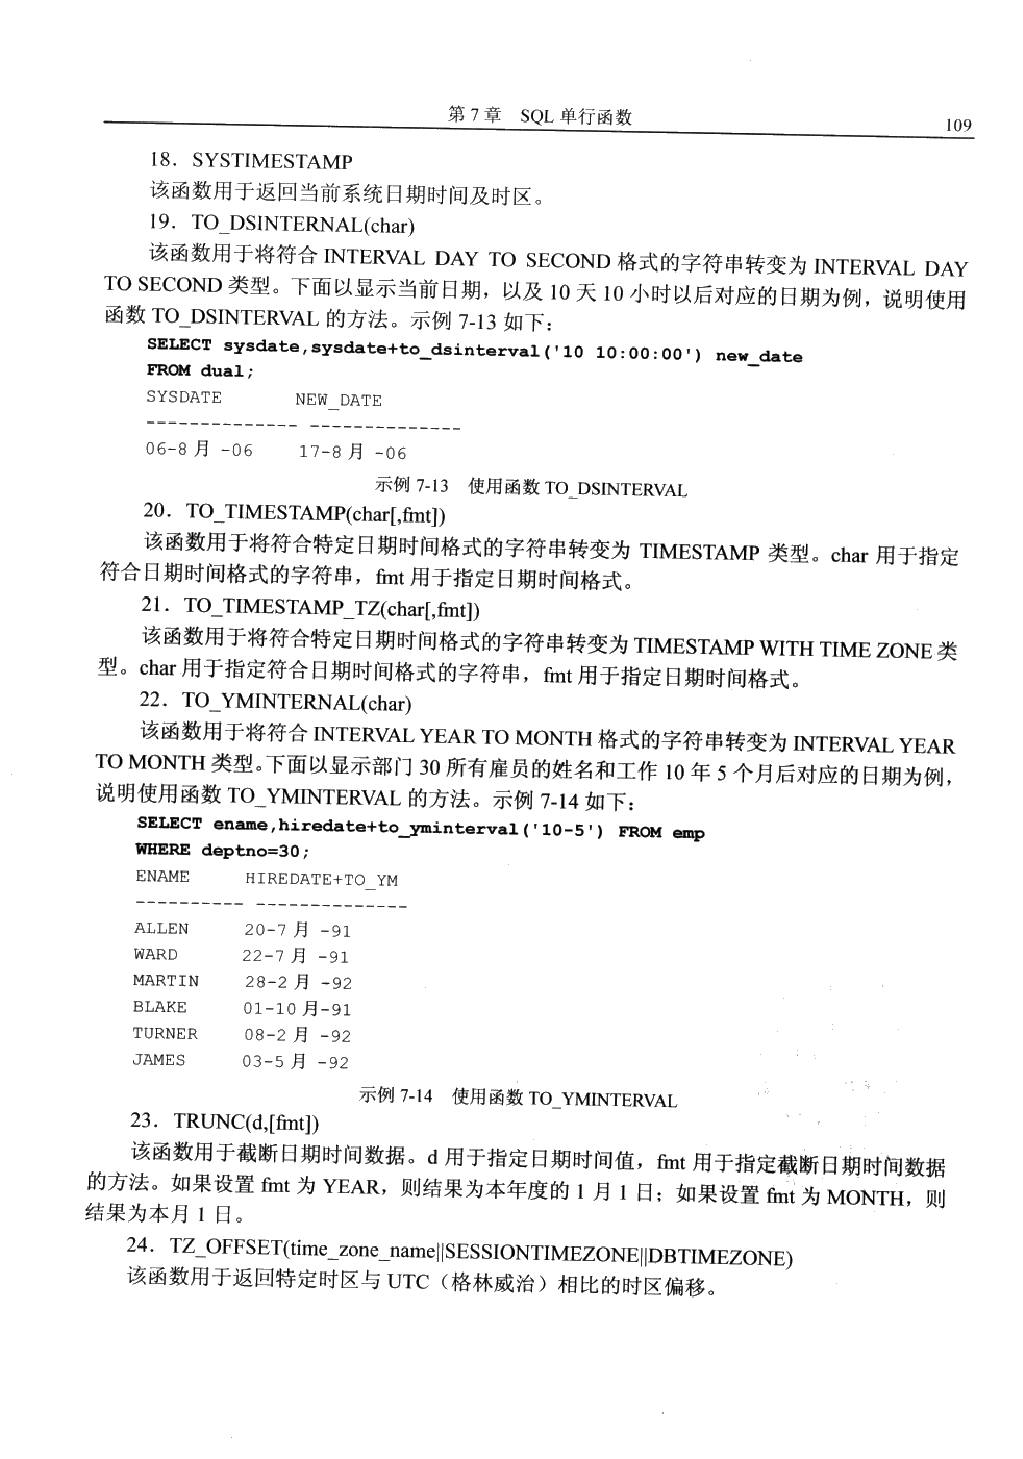 第 7 章 SQL 单行函数 109
18．SYSTIMESTAMP
该函数用于返回当前系统日期时间及时区。
19．TO_DSINTERNAL(char)
该函数用于将符合 INTERVAL DAY TO SECOND 格式的字符串转变为 INTERVAL DAY
TO SECOND 类型。下面以显示当前日期，以及 10 天 10 小时以后对应的日期为例，说明使用
函数 TO_DSINTERVAL 的方法。示例 7-13 如下：
SELECT sysdate,sysdate+to_dsinterval('10 10:00:00') new_date
FROM dual;
SYSDATE NEW_DATE
-------------- --------------
06-8 月 -06 17-8 月 -06
示例 7-13 使用函数 TO_DSINTERVAL
20．TO_TIMESTAMP(char[,fmt])
该函数用于将符合特定日期时间格式的字符串转变为 TIMESTAMP 类型。char 用于指定
符合日期时间格式的字符串，fmt 用于指定日期时间格式。
21．TO_TIMESTAMP_TZ(char[,fmt])
该函数用于将符合特定日期时间格式的字符串转变为 TIMESTAMP WITH TIME ZONE 类
型。char 用于指定符合日期时间格式的字符串，fmt 用于指定日期时间格式。
22．TO_YMINTERNAL(char)
该函数用于将符合 INTERVAL YEAR TO MONTH 格式的字符串转变为 INTERVAL YEAR
TO MONTH 类型。下面以显示部门 30 所有雇员的姓名和工作 10 年 5 个月后对应的日期为例，
说明使用函数 TO_YMINTERVAL 的方法。示例 7-14 如下：
SELECT ename,hiredate+to_yminterval('10-5') FROM emp
WHERE deptno=30;
ENAME HIREDATE+TO_YM
---------- --------------
ALLEN 20-7 月 -91
WARD 22-7 月 -91
MARTIN 28-2 月 -92
BLAKE 01-10 月-91
TURNER 08-2 月 -92
JAMES 03-5 月 -92
示例 7-14 使用函数 TO_YMINTERVAL
23．TRUNC(d,[fmt])
该函数用于截断日期时间数据。d 用于指定日期时间值，fmt 用于指定截断日期时间数据
的方法。如果设置 fmt 为 YEAR，则结果为本年度的 1 月 1 日；如果设置 fmt 为 MONTH，则
结果为本月 1 日。
24．TZ_OFFSET(time_zone_name||SESSIONTIMEZONE||DBTIMEZONE)
该函数用于返回特定时区与 UTC（格林威治）相比的时区偏移。